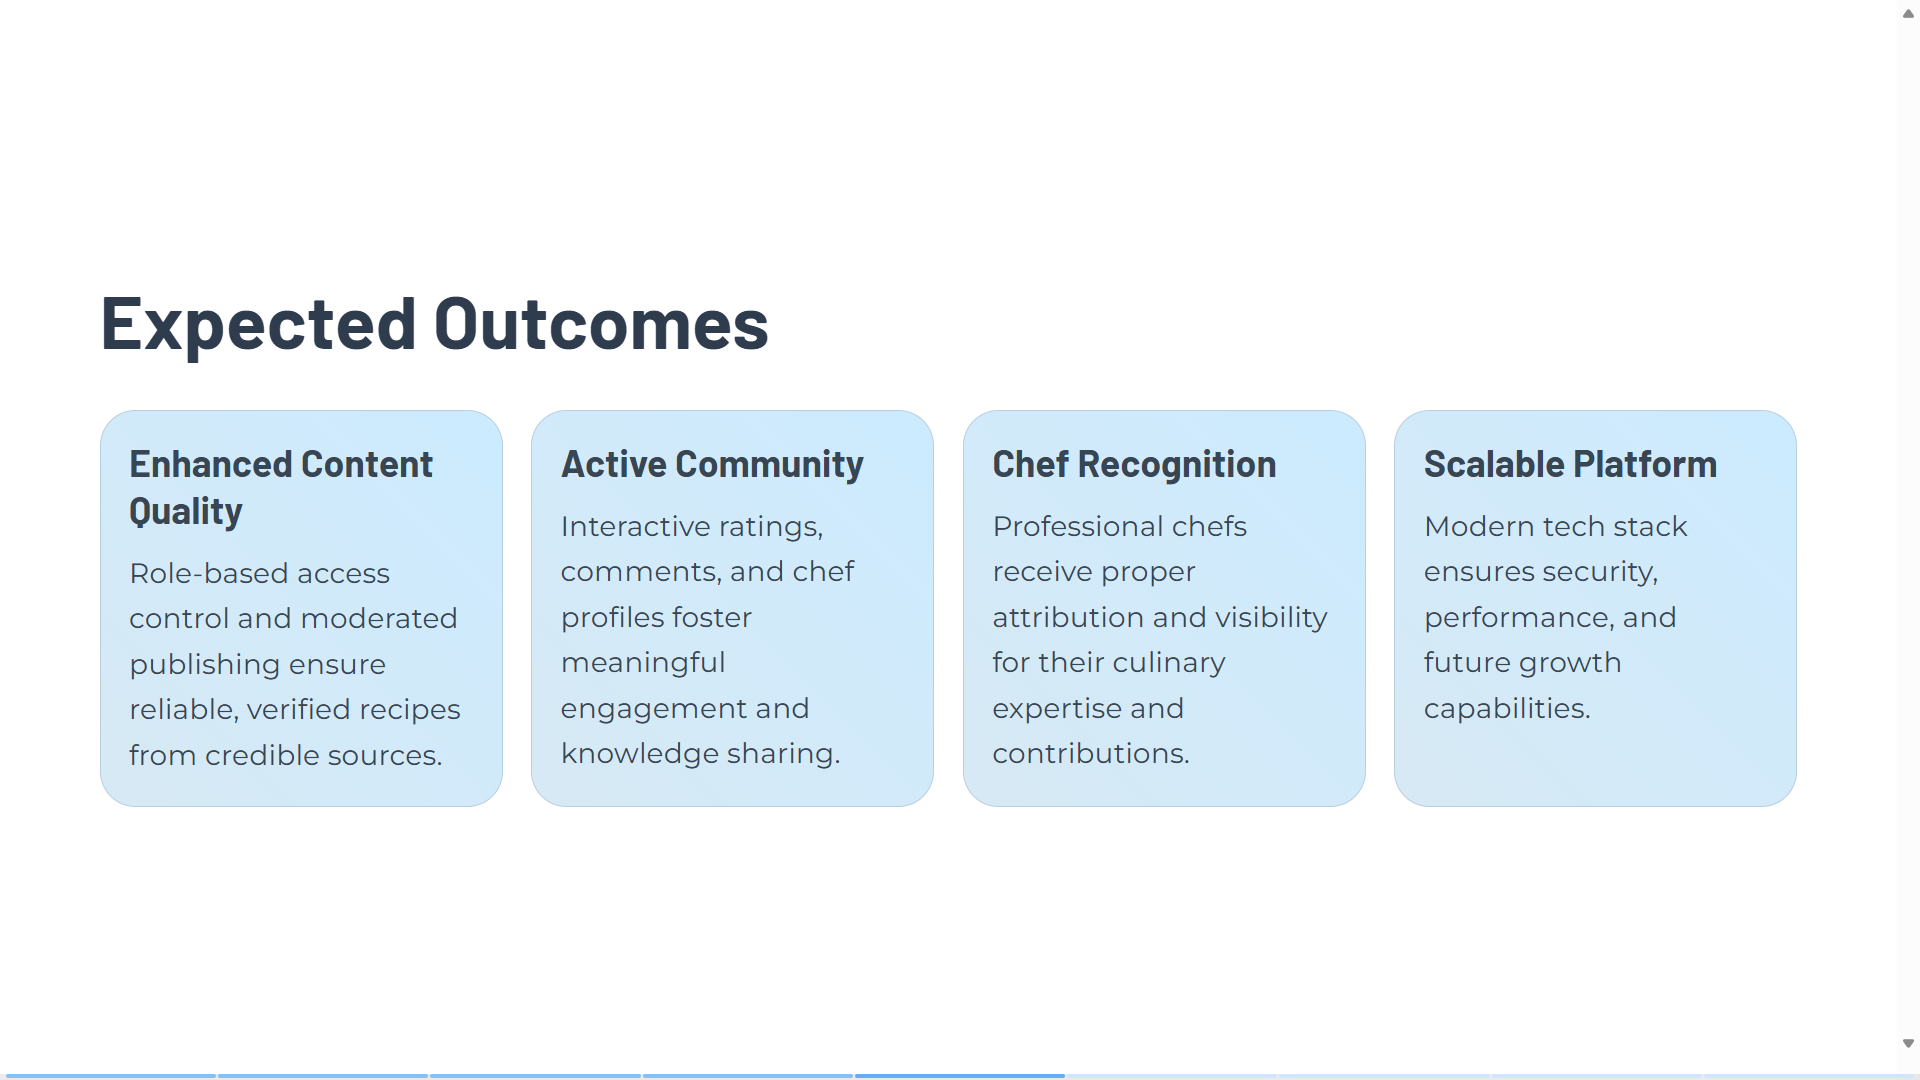 Expected Outcomes
Enhanced Content
Quality
Role-based access
control and moderated
publishing ensure
reliable, verified recipes
from credible sources.
Active Community
Interactive ratings,
comments, and chef
profiles foster
meaningful
engagement and
knowledge sharing.
Chef Recognition
Professional chefs
receive proper
attribution and visibility
for their culinary
expertise and
contributions.
Scalable Platform
Modern tech stack
ensures security,
performance, and
future growth
capabilities.